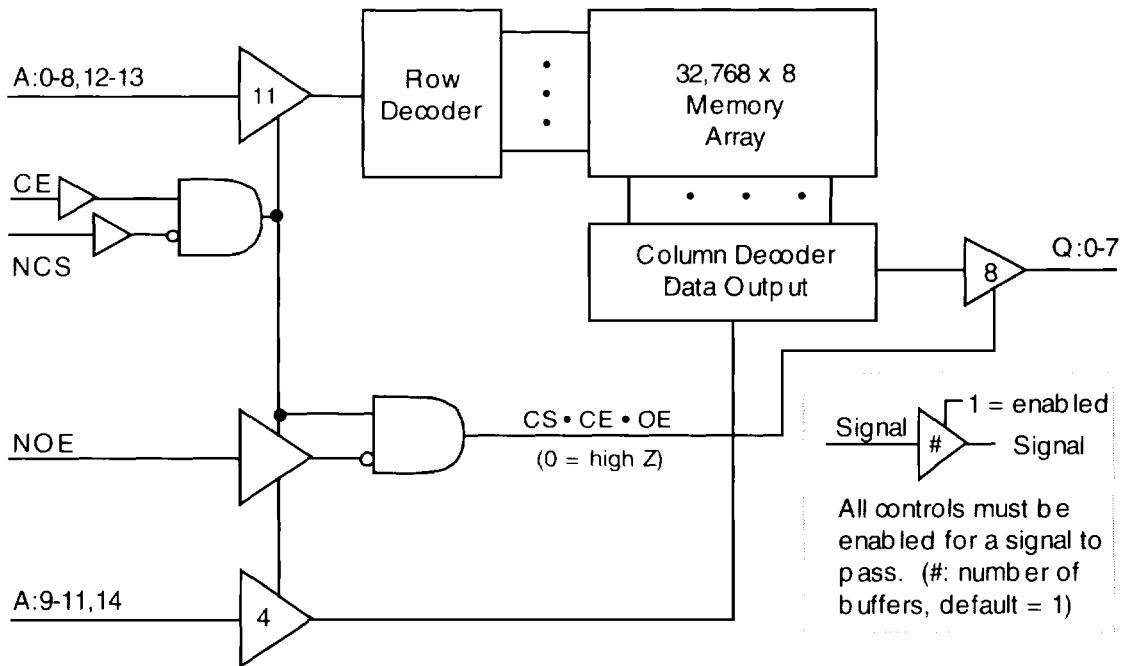 A:0-8,12-13
11
Row
Decoder
32,768 x 8
Memory
Array
CE
NCS
Column Decoder
Data Output
8
Q:0-7
NOE
CS • CE • OE
(0 = high Z)
1 = enabled
Signal
#
Signal
All controls must be
enabled for a signal to
pass. (#: number of
buffers, default = 1)
A:9-11,14
4